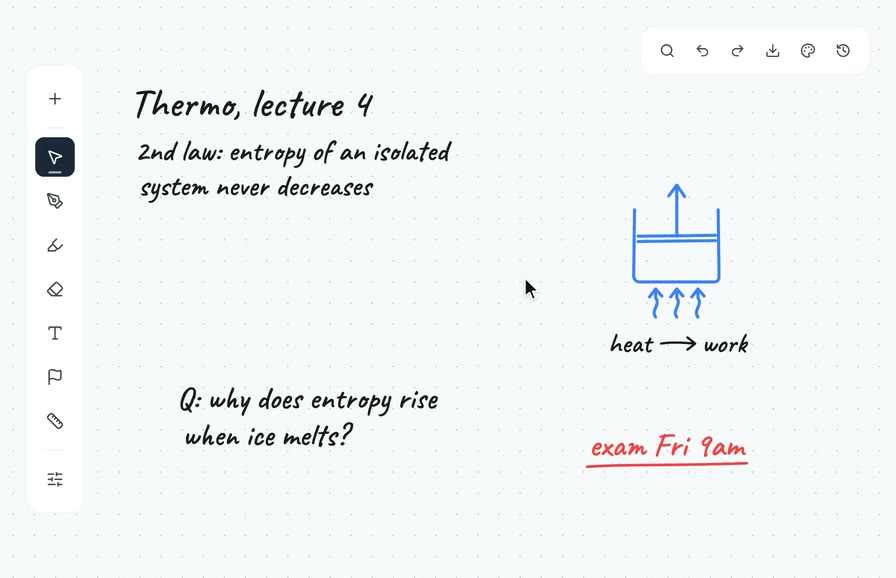 Thermo, lecture 4
2nd law: entropy of an isolated
system never decreases
heat → work
Q: why does entropy rise
when ice melts?
exam Fri 9am